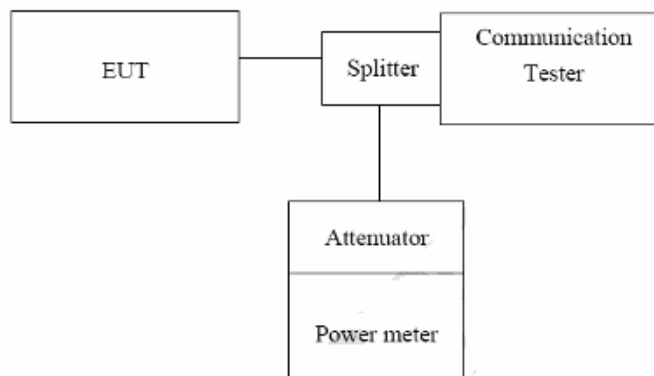 EUT
Splitter
Communication
Tester
Attenuator
Power meter